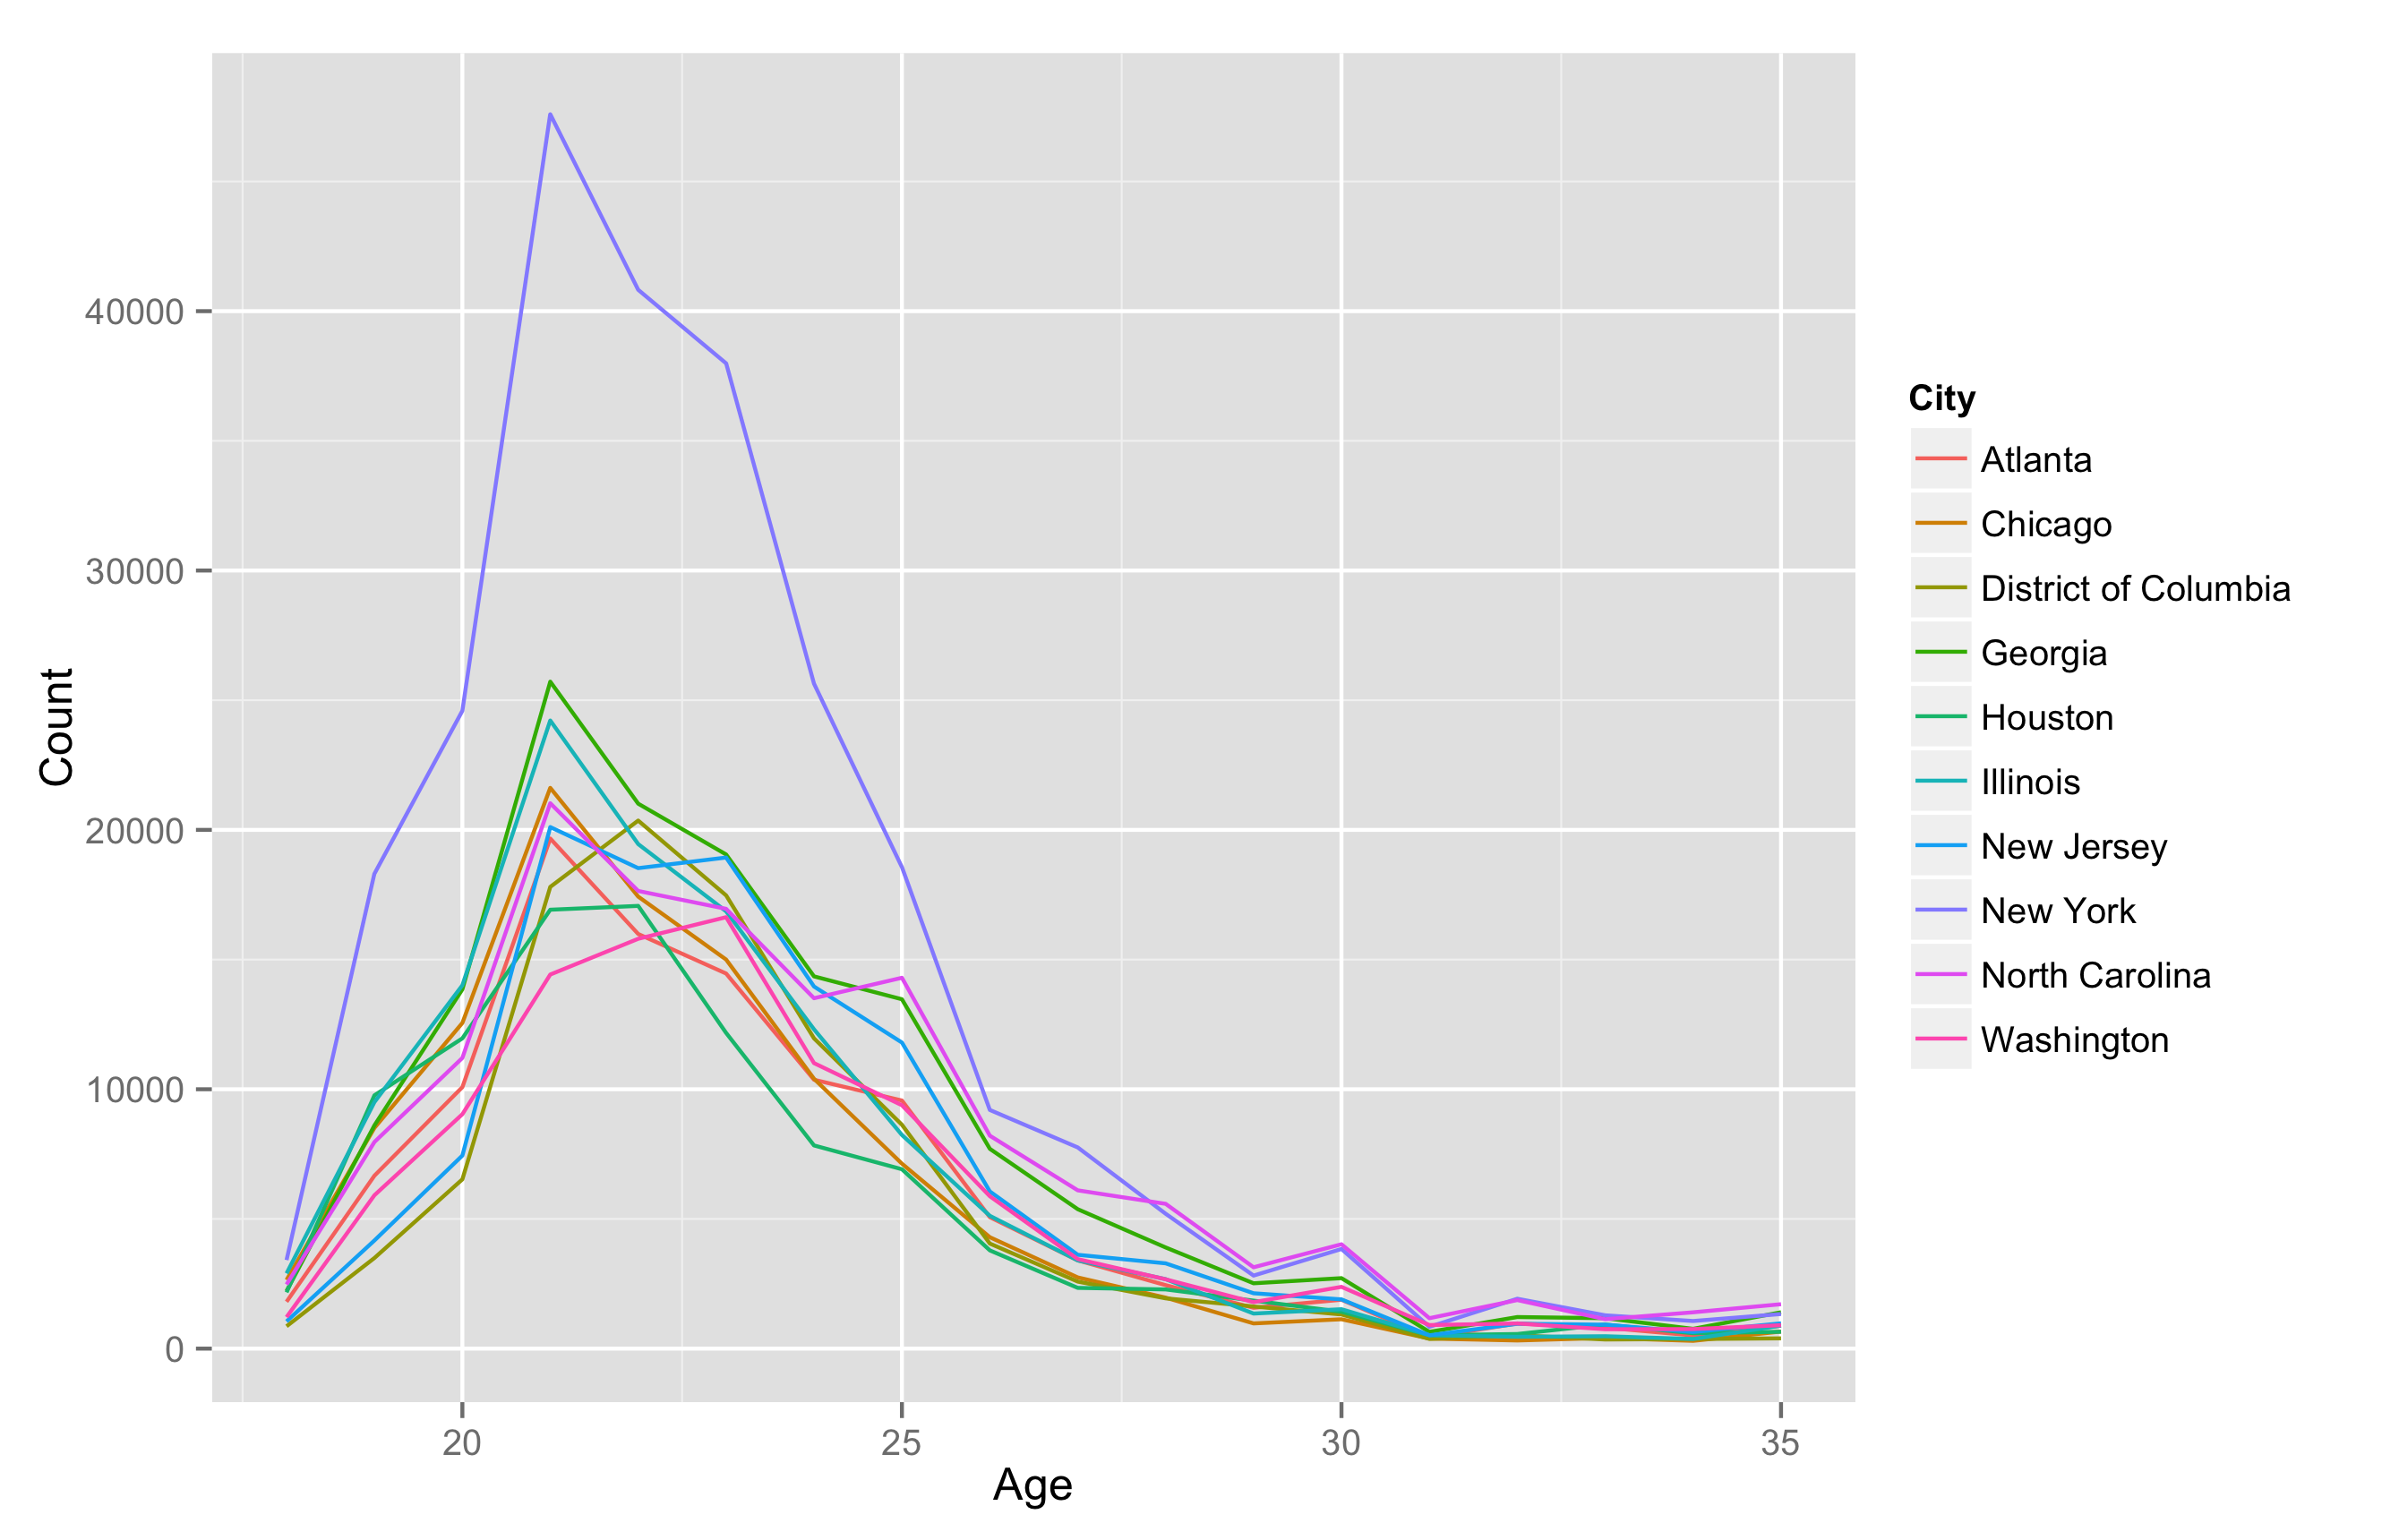 40000
30000
20000
10000
0
Count
20 25 30 35
Age
City
Atlanta
Chicago
District of Columbia
Georgia
Houston
Illinois
New Jersey
New York
North Carolina
Washington